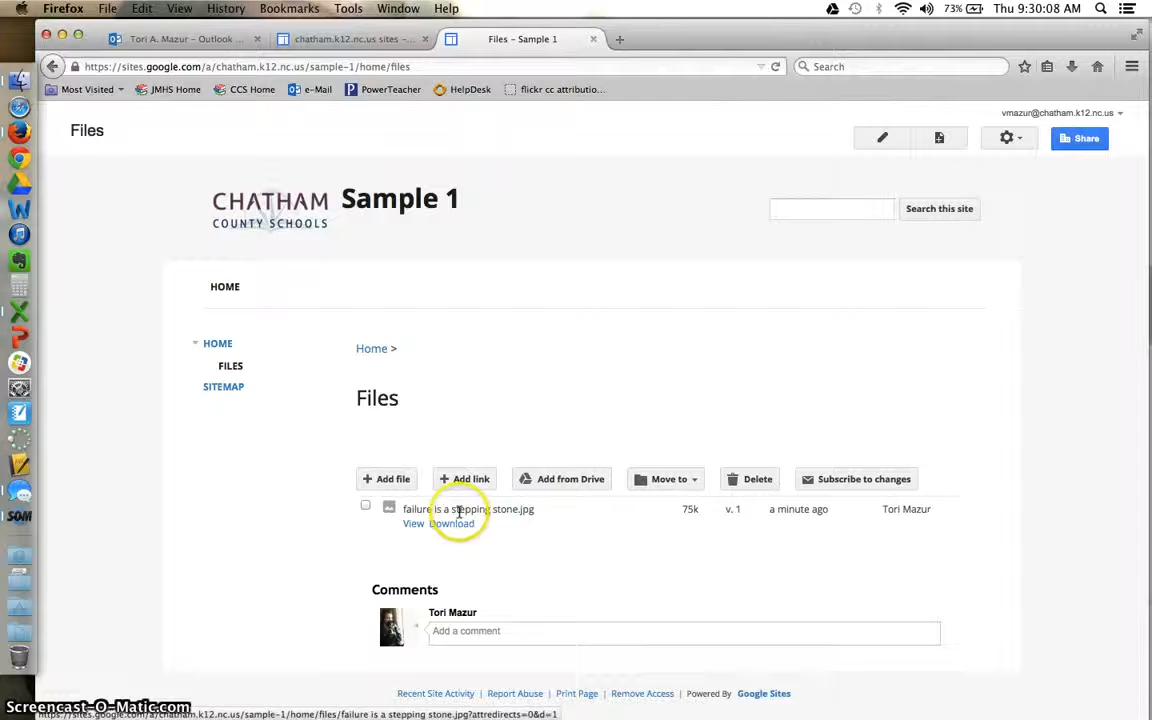 Firefox File Edit View History Bookmarks Tools Window Help 73% Thu 9:30:08 AM
Tori A. Mazur – Outlook ... chatham.k12.nc.us sites –... Files – Sample 1
https://sites.google.com/a/chatham.k12.nc.us/sample-1/home/files Search
Most Visited JMHS Home CCS Home e-Mail PowerTeacher HelpDesk flickr cc attributio...
vmazur@chatham.k12.nc.us
Files
Share
CHATHAM
COUNTY SCHOOLS
Sample 1
Search this site
HOME
HOME
FILES
SITEMAP
Home >
Files
+ Add file + Add link Add from Drive Move to Delete Subscribe to changes
failure is a stepping stone.jpg 75k v. 1 a minute ago Tori Mazur
View Download
Comments
Tori Mazur
Add a comment
Recent Site Activity | Report Abuse | Print Page | Remove Access | Powered By Google Sites
Screencast-O-Matic.com
https://sites.google.com/a/chatham.k12.nc.us/sample-1/home/files/failure is a stepping stone.jpg?attredirects=0&d=1